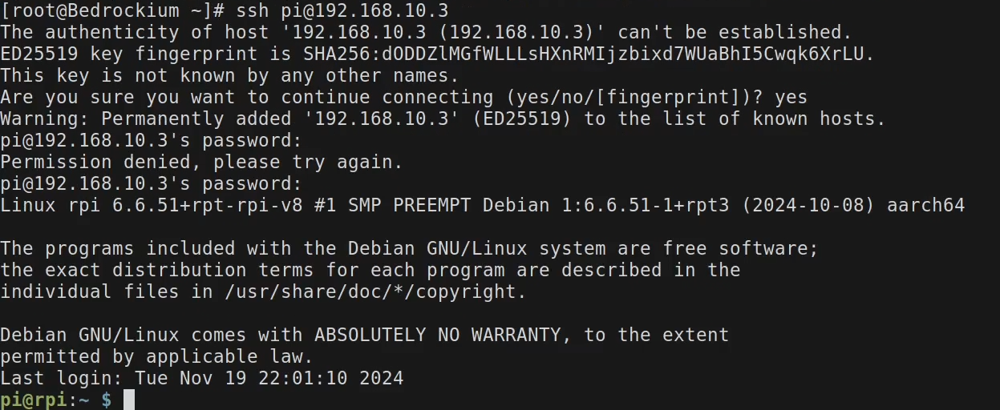 [root@Bedrockium ~]# ssh pi@192.168.10.3
The authenticity of host '192.168.10.3 (192.168.10.3)' can't be established.
ED25519 key fingerprint is SHA256:dODDZlMGfWLLLsHXnRMIjzbixd7WUaBhI5Cwqk6XrLU.
This key is not known by any other names.
Are you sure you want to continue connecting (yes/no/[fingerprint])? yes
Warning: Permanently added '192.168.10.3' (ED25519) to the list of known hosts.
pi@192.168.10.3's password:
Permission denied, please try again.
pi@192.168.10.3's password:
Linux rpi 6.6.51+rpt-rpi-v8 #1 SMP PREEMPT Debian 1:6.6.51-1+rpt3 (2024-10-08) aarch64
The programs included with the Debian GNU/Linux system are free software;
the exact distribution terms for each program are described in the
individual files in /usr/share/doc/*/copyright.
Debian GNU/Linux comes with ABSOLUTELY NO WARRANTY, to the extent
permitted by applicable law.
Last login: Tue Nov 19 22:01:10 2024
pi@rpi:~ $